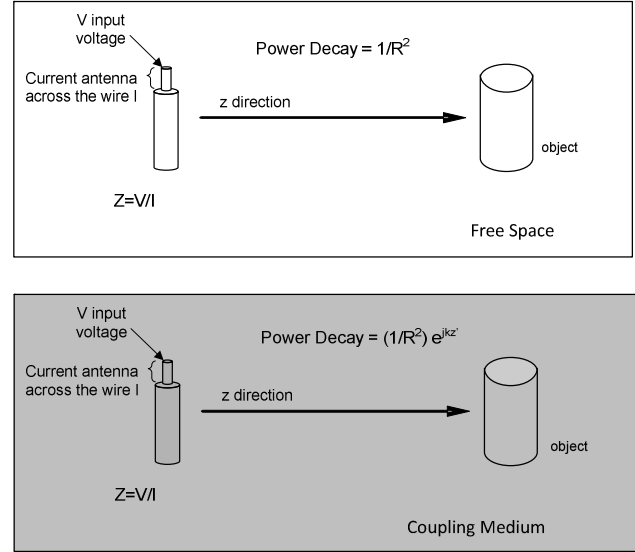 V input
voltage
Power Decay = 1/R²
Current antenna
across the wire I
z direction
object
Z=V/I
Free Space
V input
voltage
Power Decay = (1/R²) e^{jkz'}
Current antenna
across the wire I
z direction
object
Z=V/I
Coupling Medium